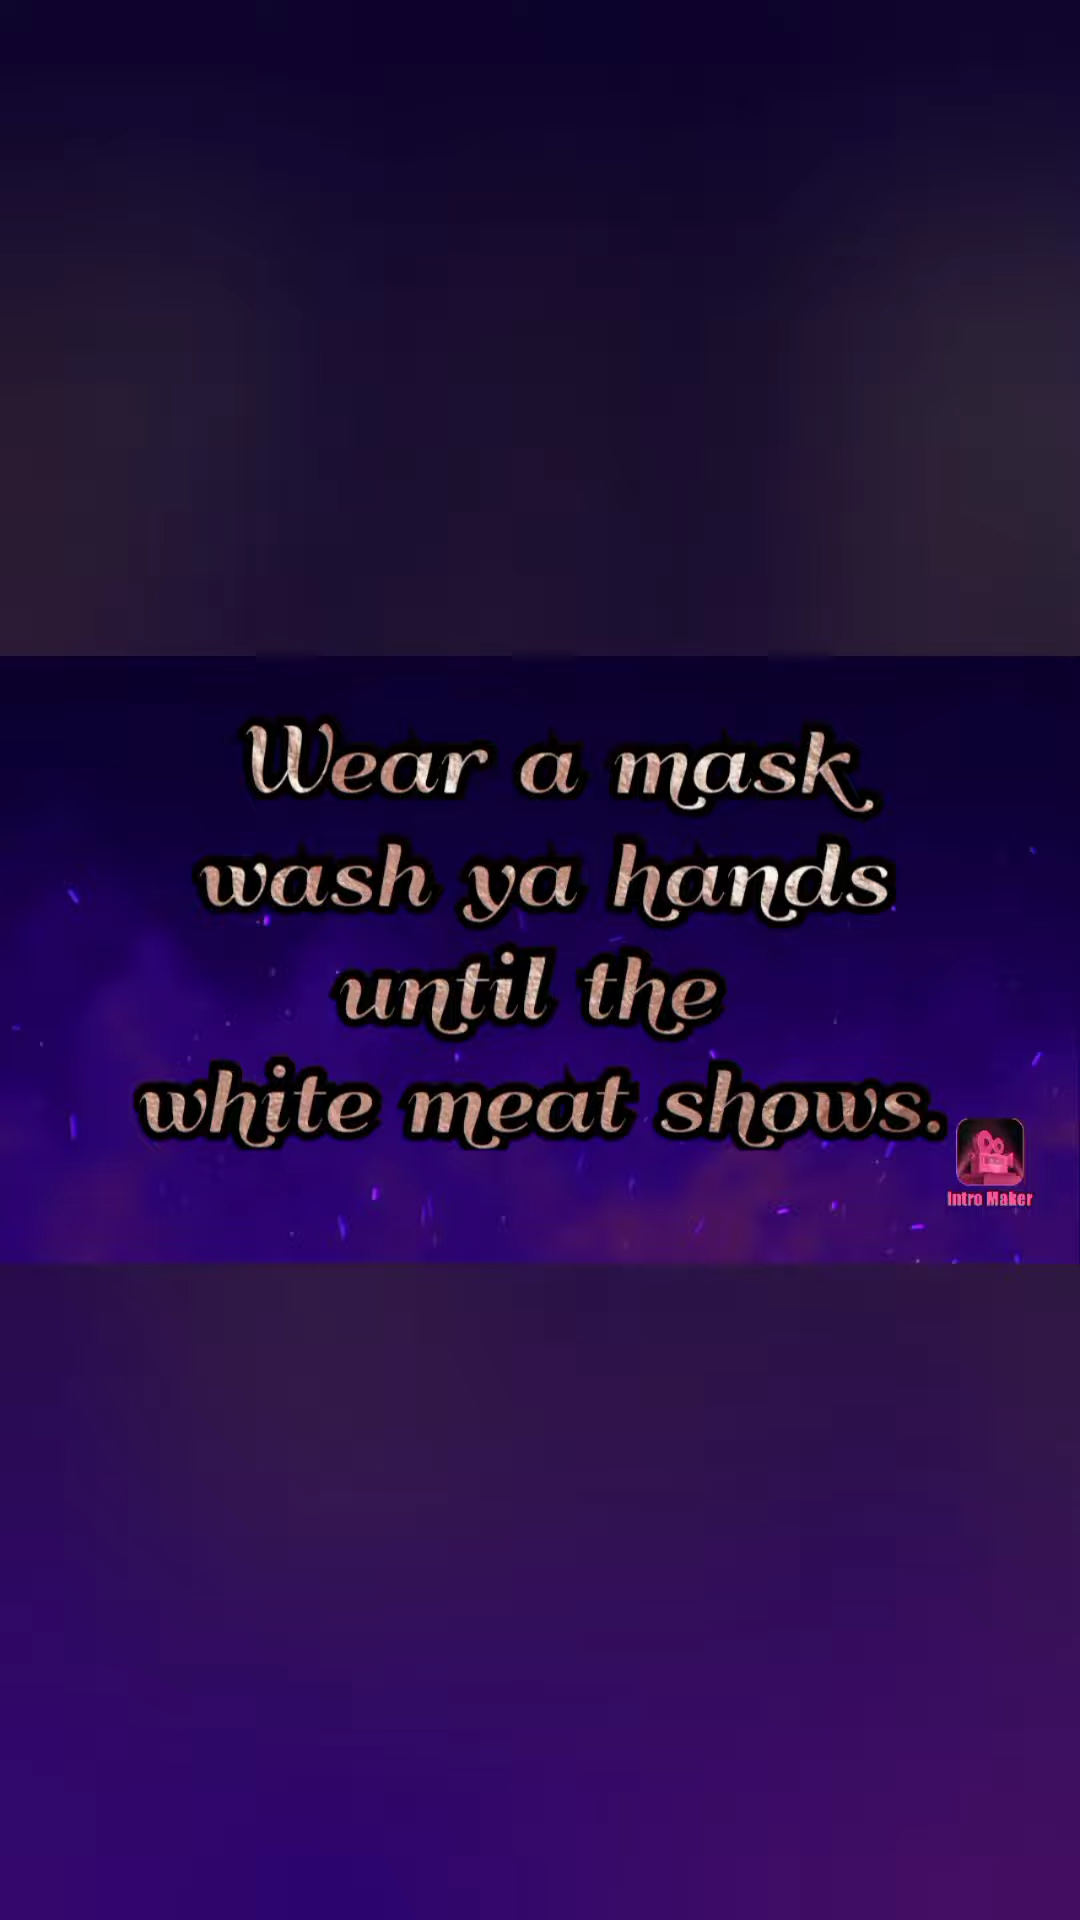 Wear a mask
wash ya hands
until the
white meat shows.
Intro Maker